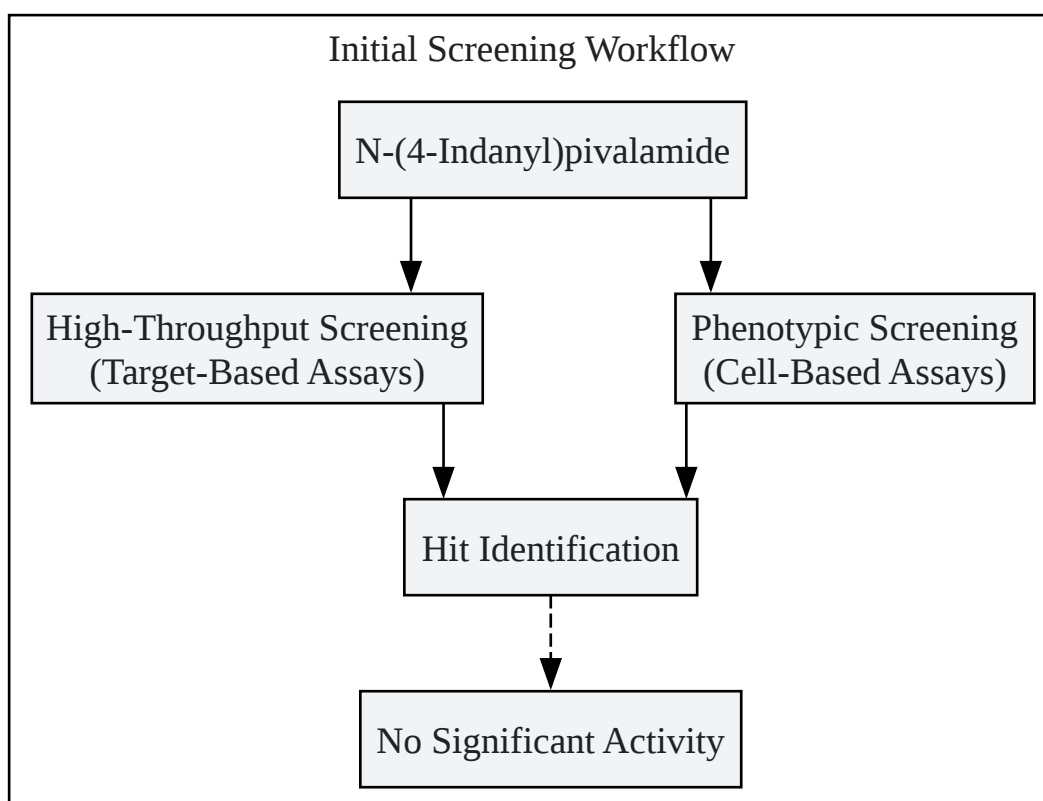 Initial Screening Workflow
N-(4-Indanyl)pivalamide
High-Throughput Screening
(Target-Based Assays)
Phenotypic Screening
(Cell-Based Assays)
Hit Identification
No Significant Activity